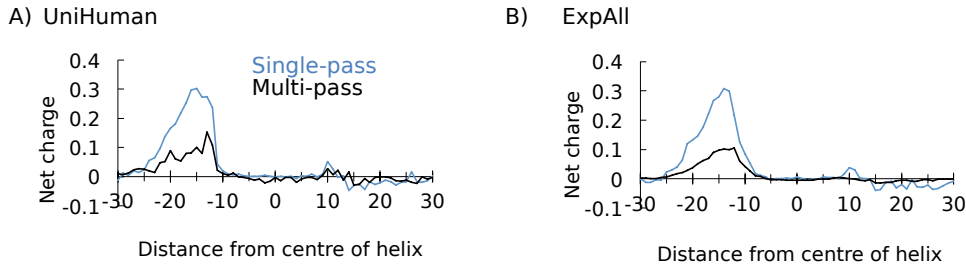 A) UniHuman
B) ExpAll
Single-pass
Multi-pass
Net charge
0.4
0.3
0.2
0.1
0
-0.1
-30 -20 -10 0 10 20 30
Distance from centre of helix
Net charge
0.4
0.3
0.2
0.1
0
-0.1
-30 -20 -10 0 10 20 30
Distance from centre of helix